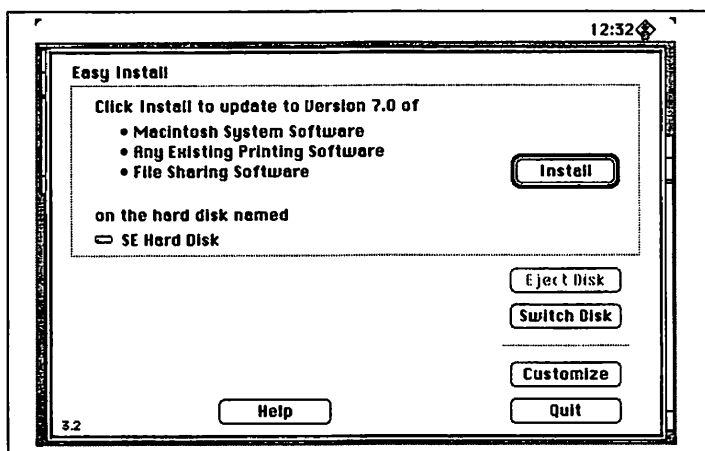 12:32
Easy Install
Click Install to update to Version 7.0 of
• Macintosh System Software
• Any Existing Printing Software
• File Sharing Software
Install
on the hard disk named
SE Hard Disk
Eject Disk
Switch Disk
Customize
Help
Quit
3.2